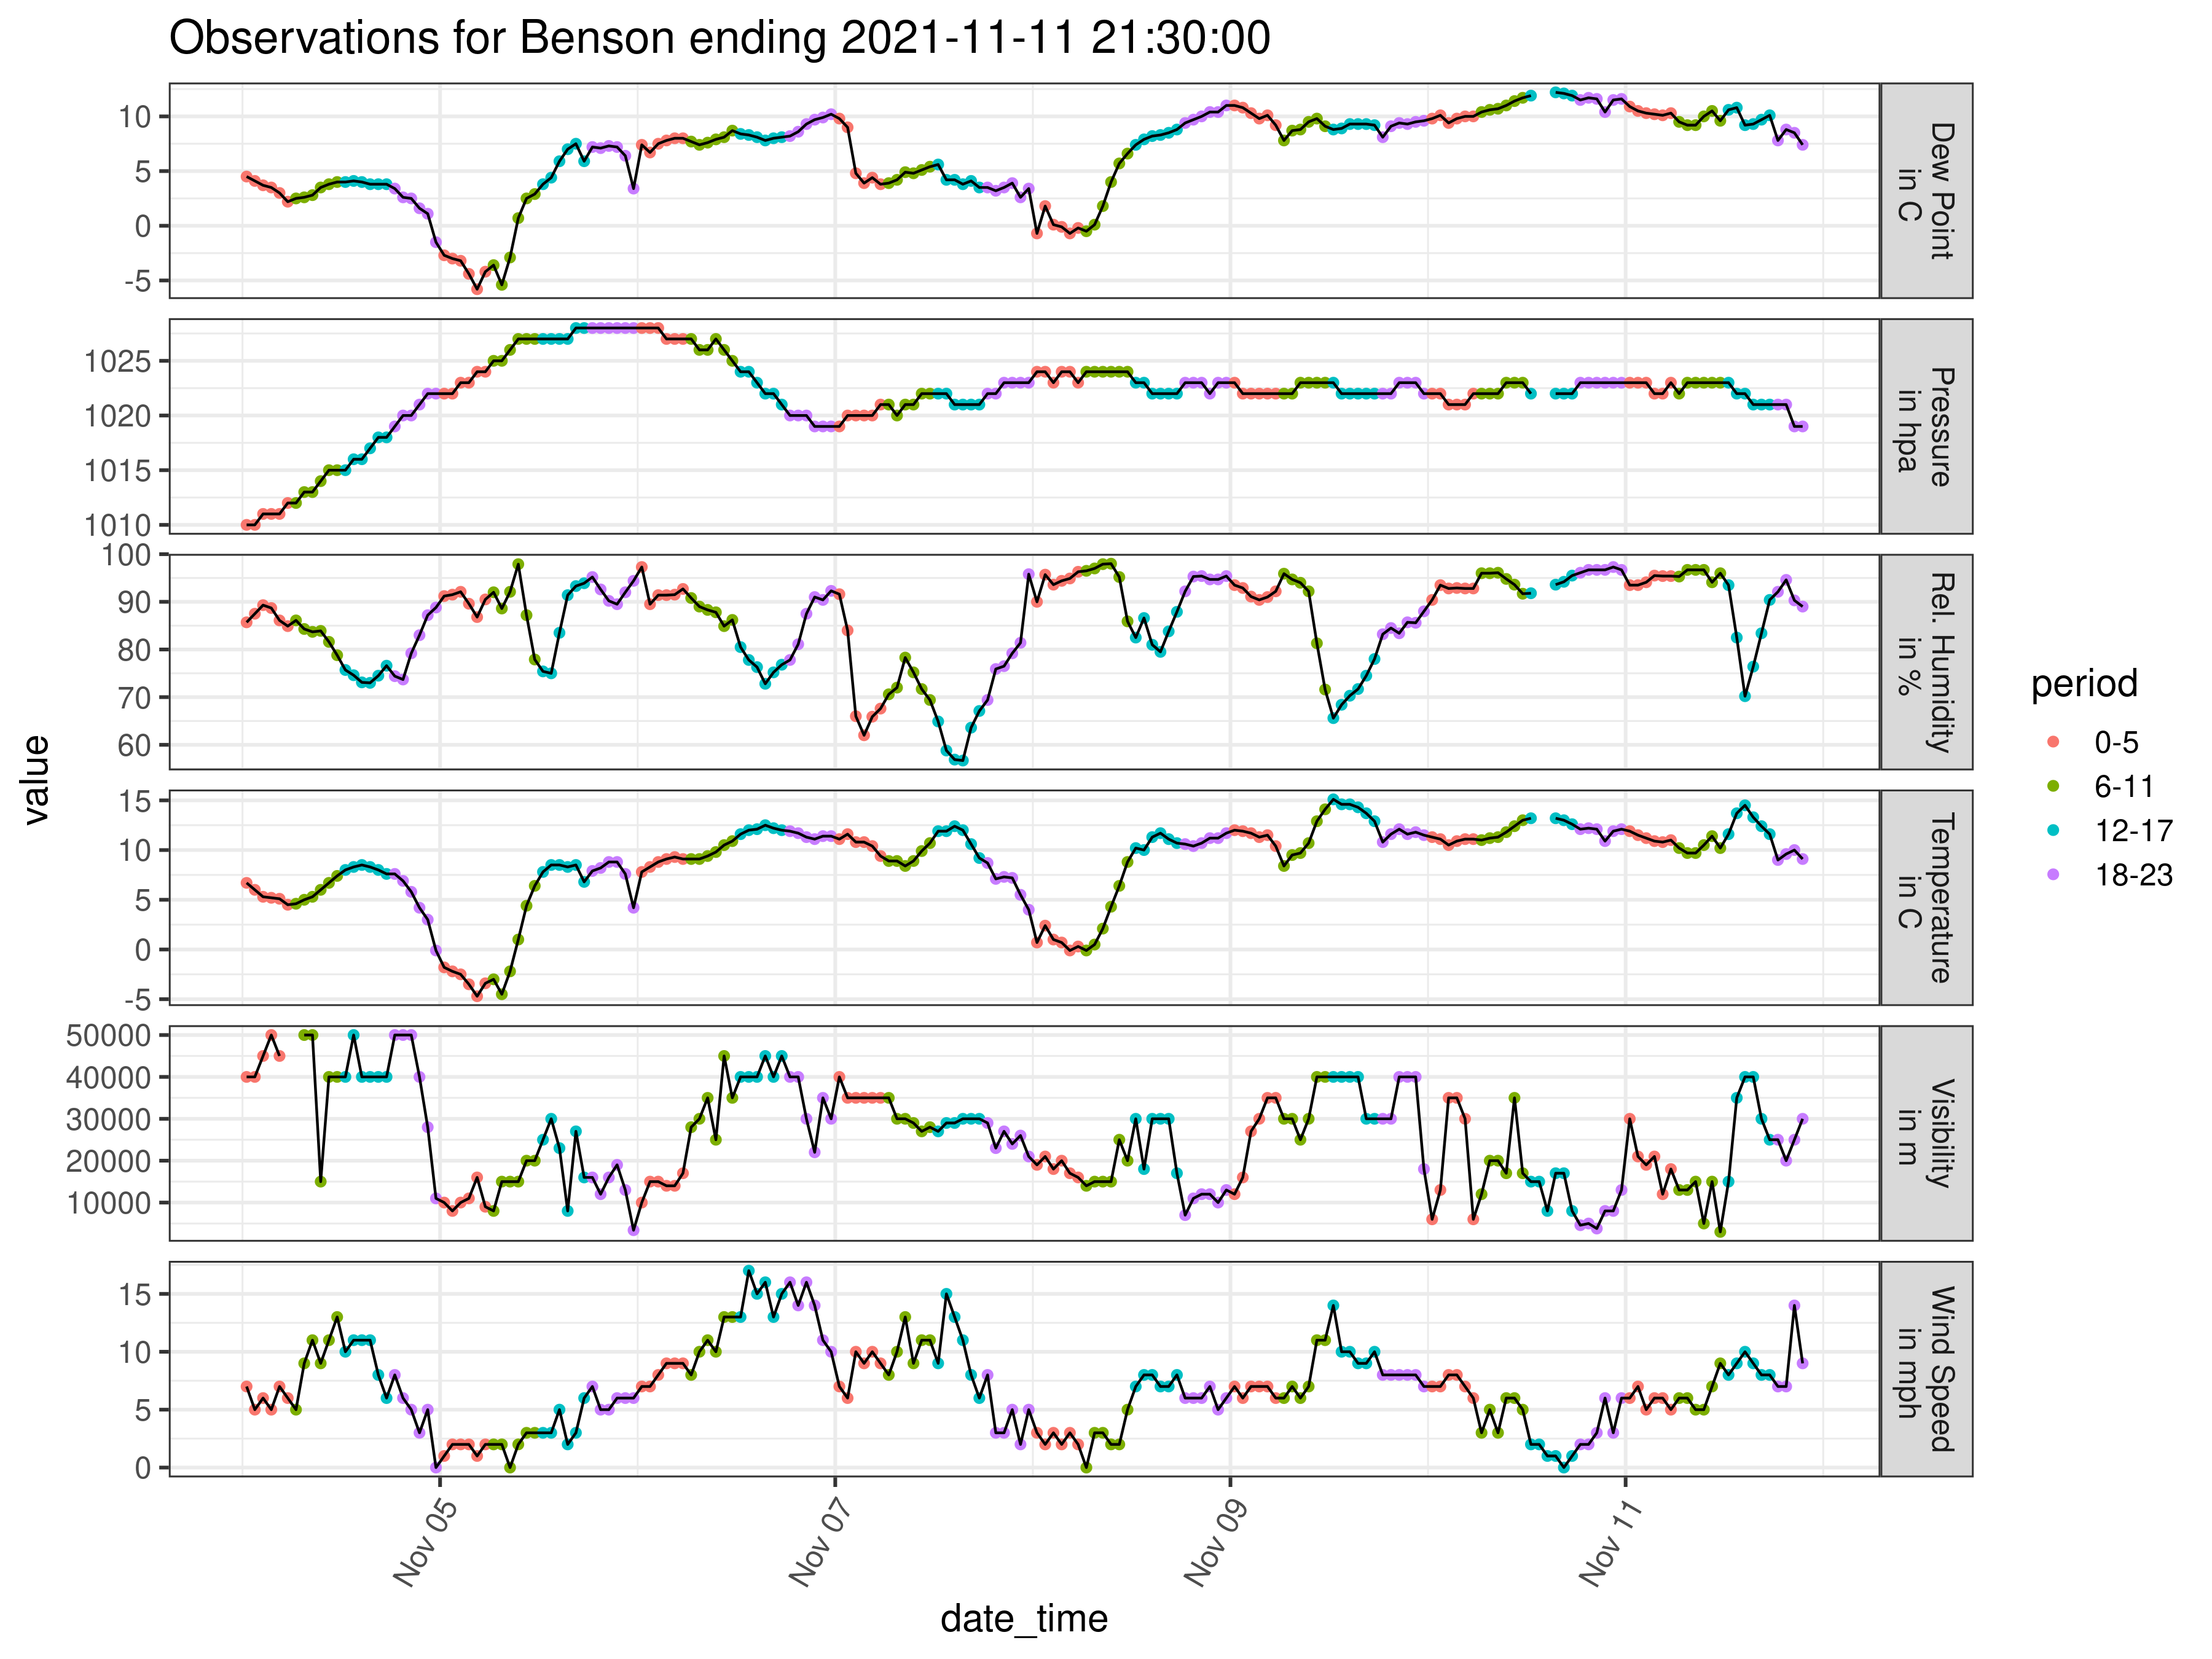 Observations for Benson ending 2021-11-11 21:30:00
value
10
5
0
-5
Dew Point
in C
1025
1020
1015
1010
Pressure
in hpa
100
90
80
70
60
Rel. Humidity
in %
15
10
5
0
-5
Temperature
in C
50000
40000
30000
20000
10000
Visibility
in m
15
10
5
0
Wind Speed
in mph
Nov 05
Nov 07
Nov 09
Nov 11
date_time
period
0-5
6-11
12-17
18-23